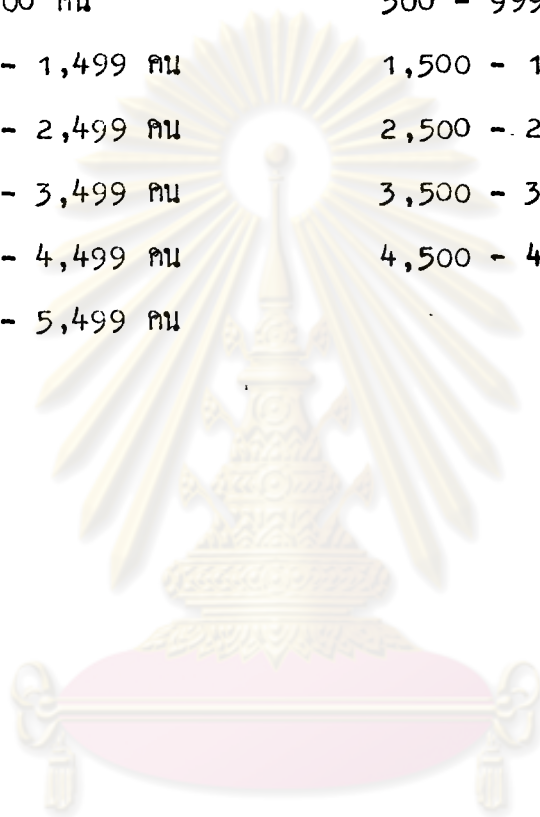 00 คน 500 - 999
- 1,499 คน 1,500 - 1
- 2,499 คน 2,500 - 2
- 3,499 คน 3,500 - 3
- 4,499 คน 4,500 - 4
- 5,499 คน